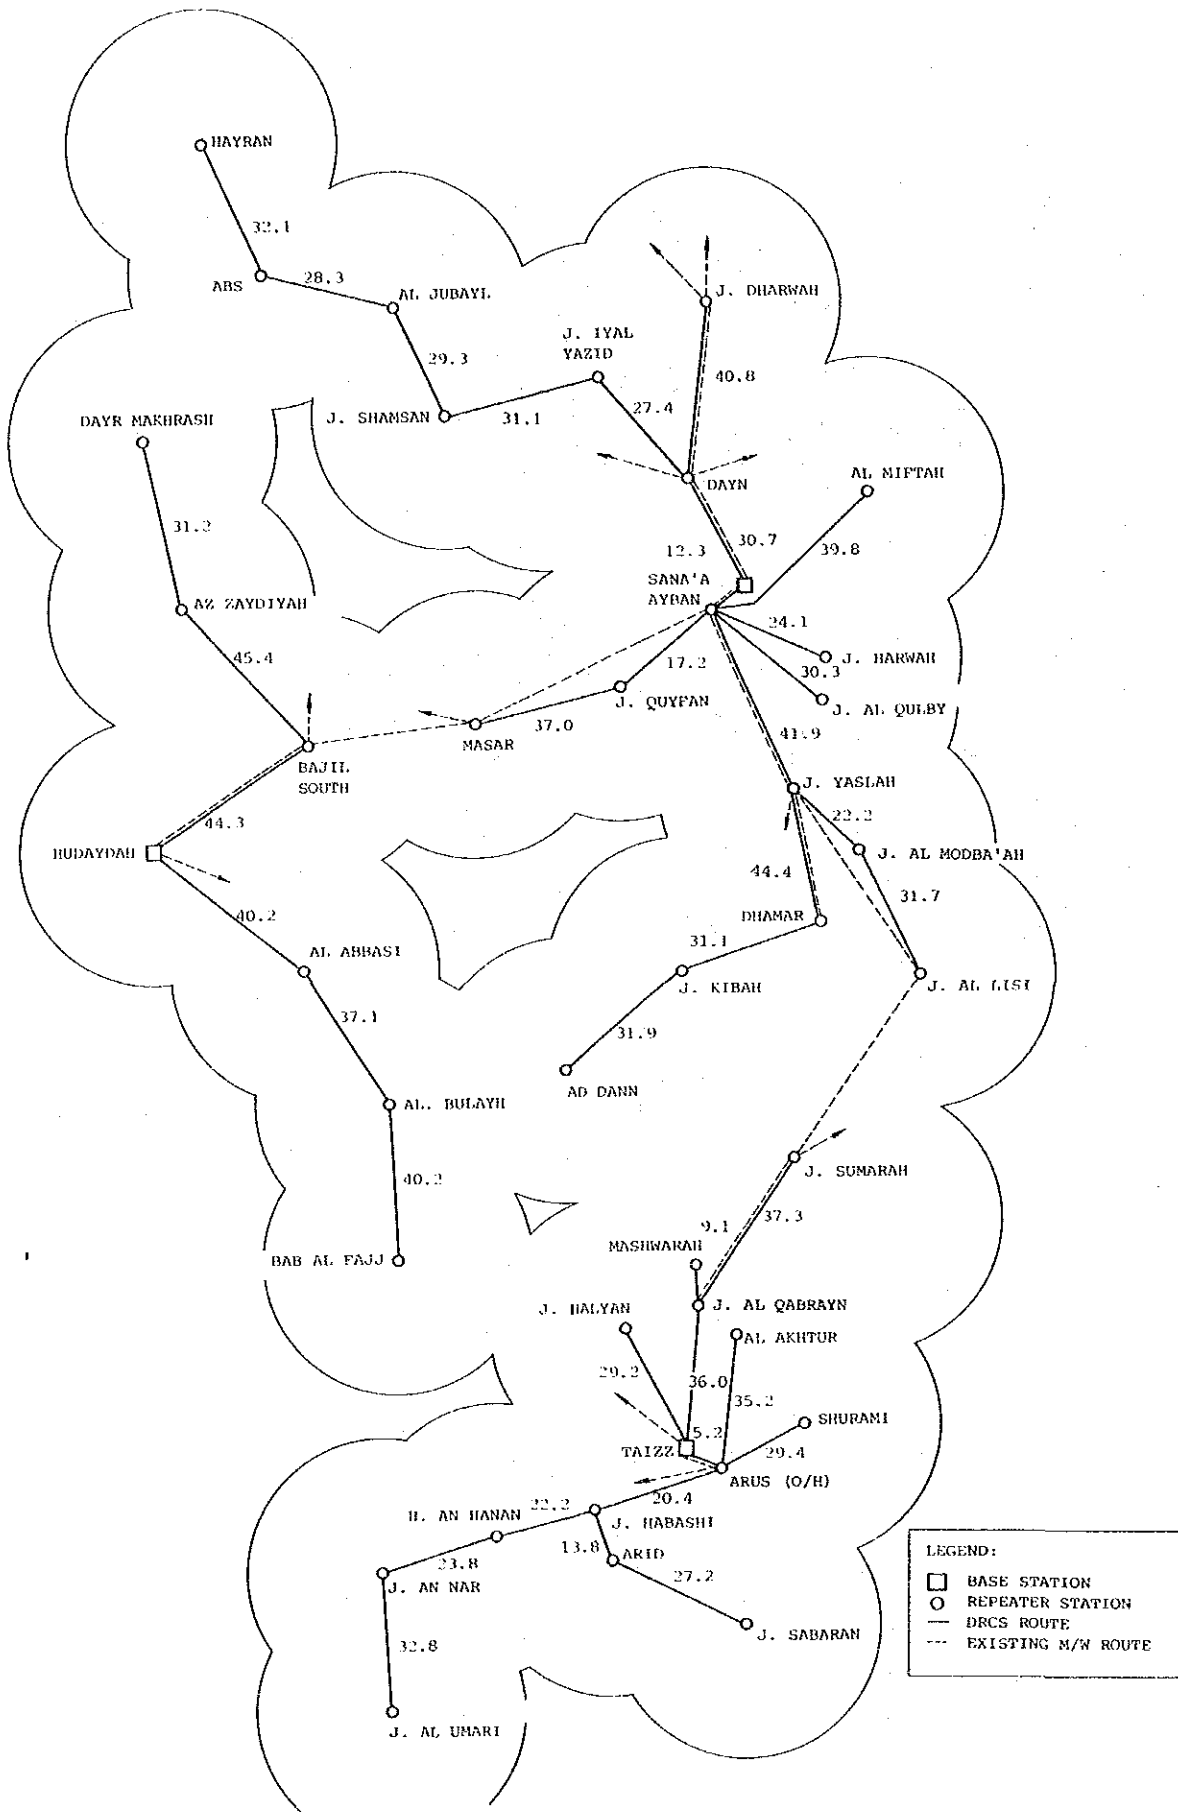 HAYRAN
32.1
ABS
28.3
AL JUBAYL
J. DHARWAH
J. IYAL
YAZID
29.3
40.8
27.4
J. SHAMSAN
31.1
DAYR MAKHRASH
AL MIFTAH
DAYN
31.2
30.7
39.8
12.3
SANA'A
AYBAN
AZ ZAYDIYAH
24.1
45.4
17.2
J. HARWAH
30.3
J. QUYFAN
J. AL QULBY
37.0
41.9
MASAR
BAJIL
SOUTH
J. YASLAH
22.2
44.3
HUDAYDAH
J. AL MODBA'AH
44.4
31.7
40.2
DHAMAR
31.1
AL ABBASI
J. KIBAH
J. AL LISI
37.1
31.9
AD DANN
AL. BULAYH
40.2
J. SUMARAH
9.1
37.3
MASHWARAH
BAB AL FAJJ
J. HALYAN
J. AL QABRAYN
AL AKHTUR
29.2
36.0
35.2
SHURAMI
5.2
TAIZZ
29.4
ARUS (O/H)
20.4
22.2
H. AN HANAN
J. HABASHI
13.8
ARID
23.8
27.2
J. AN NAR
J. SABARAN
32.8
J. AL UMARI
LEGEND:
BASE STATION
REPEATER STATION
DRCS ROUTE
EXISTING M/W ROUTE